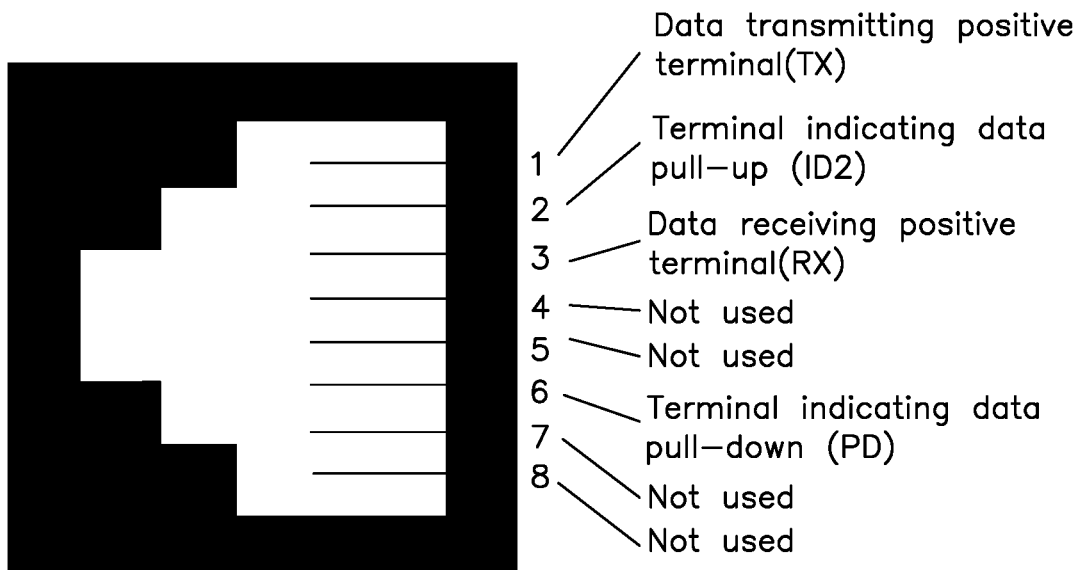 Data transmitting positive
terminal(TX)
1
Terminal indicating data
pull-up (ID2)
2
Data receiving positive
terminal(RX)
3
4
Not used
5
Not used
6
Terminal indicating data
pull-down (PD)
7
Not used
8
Not used